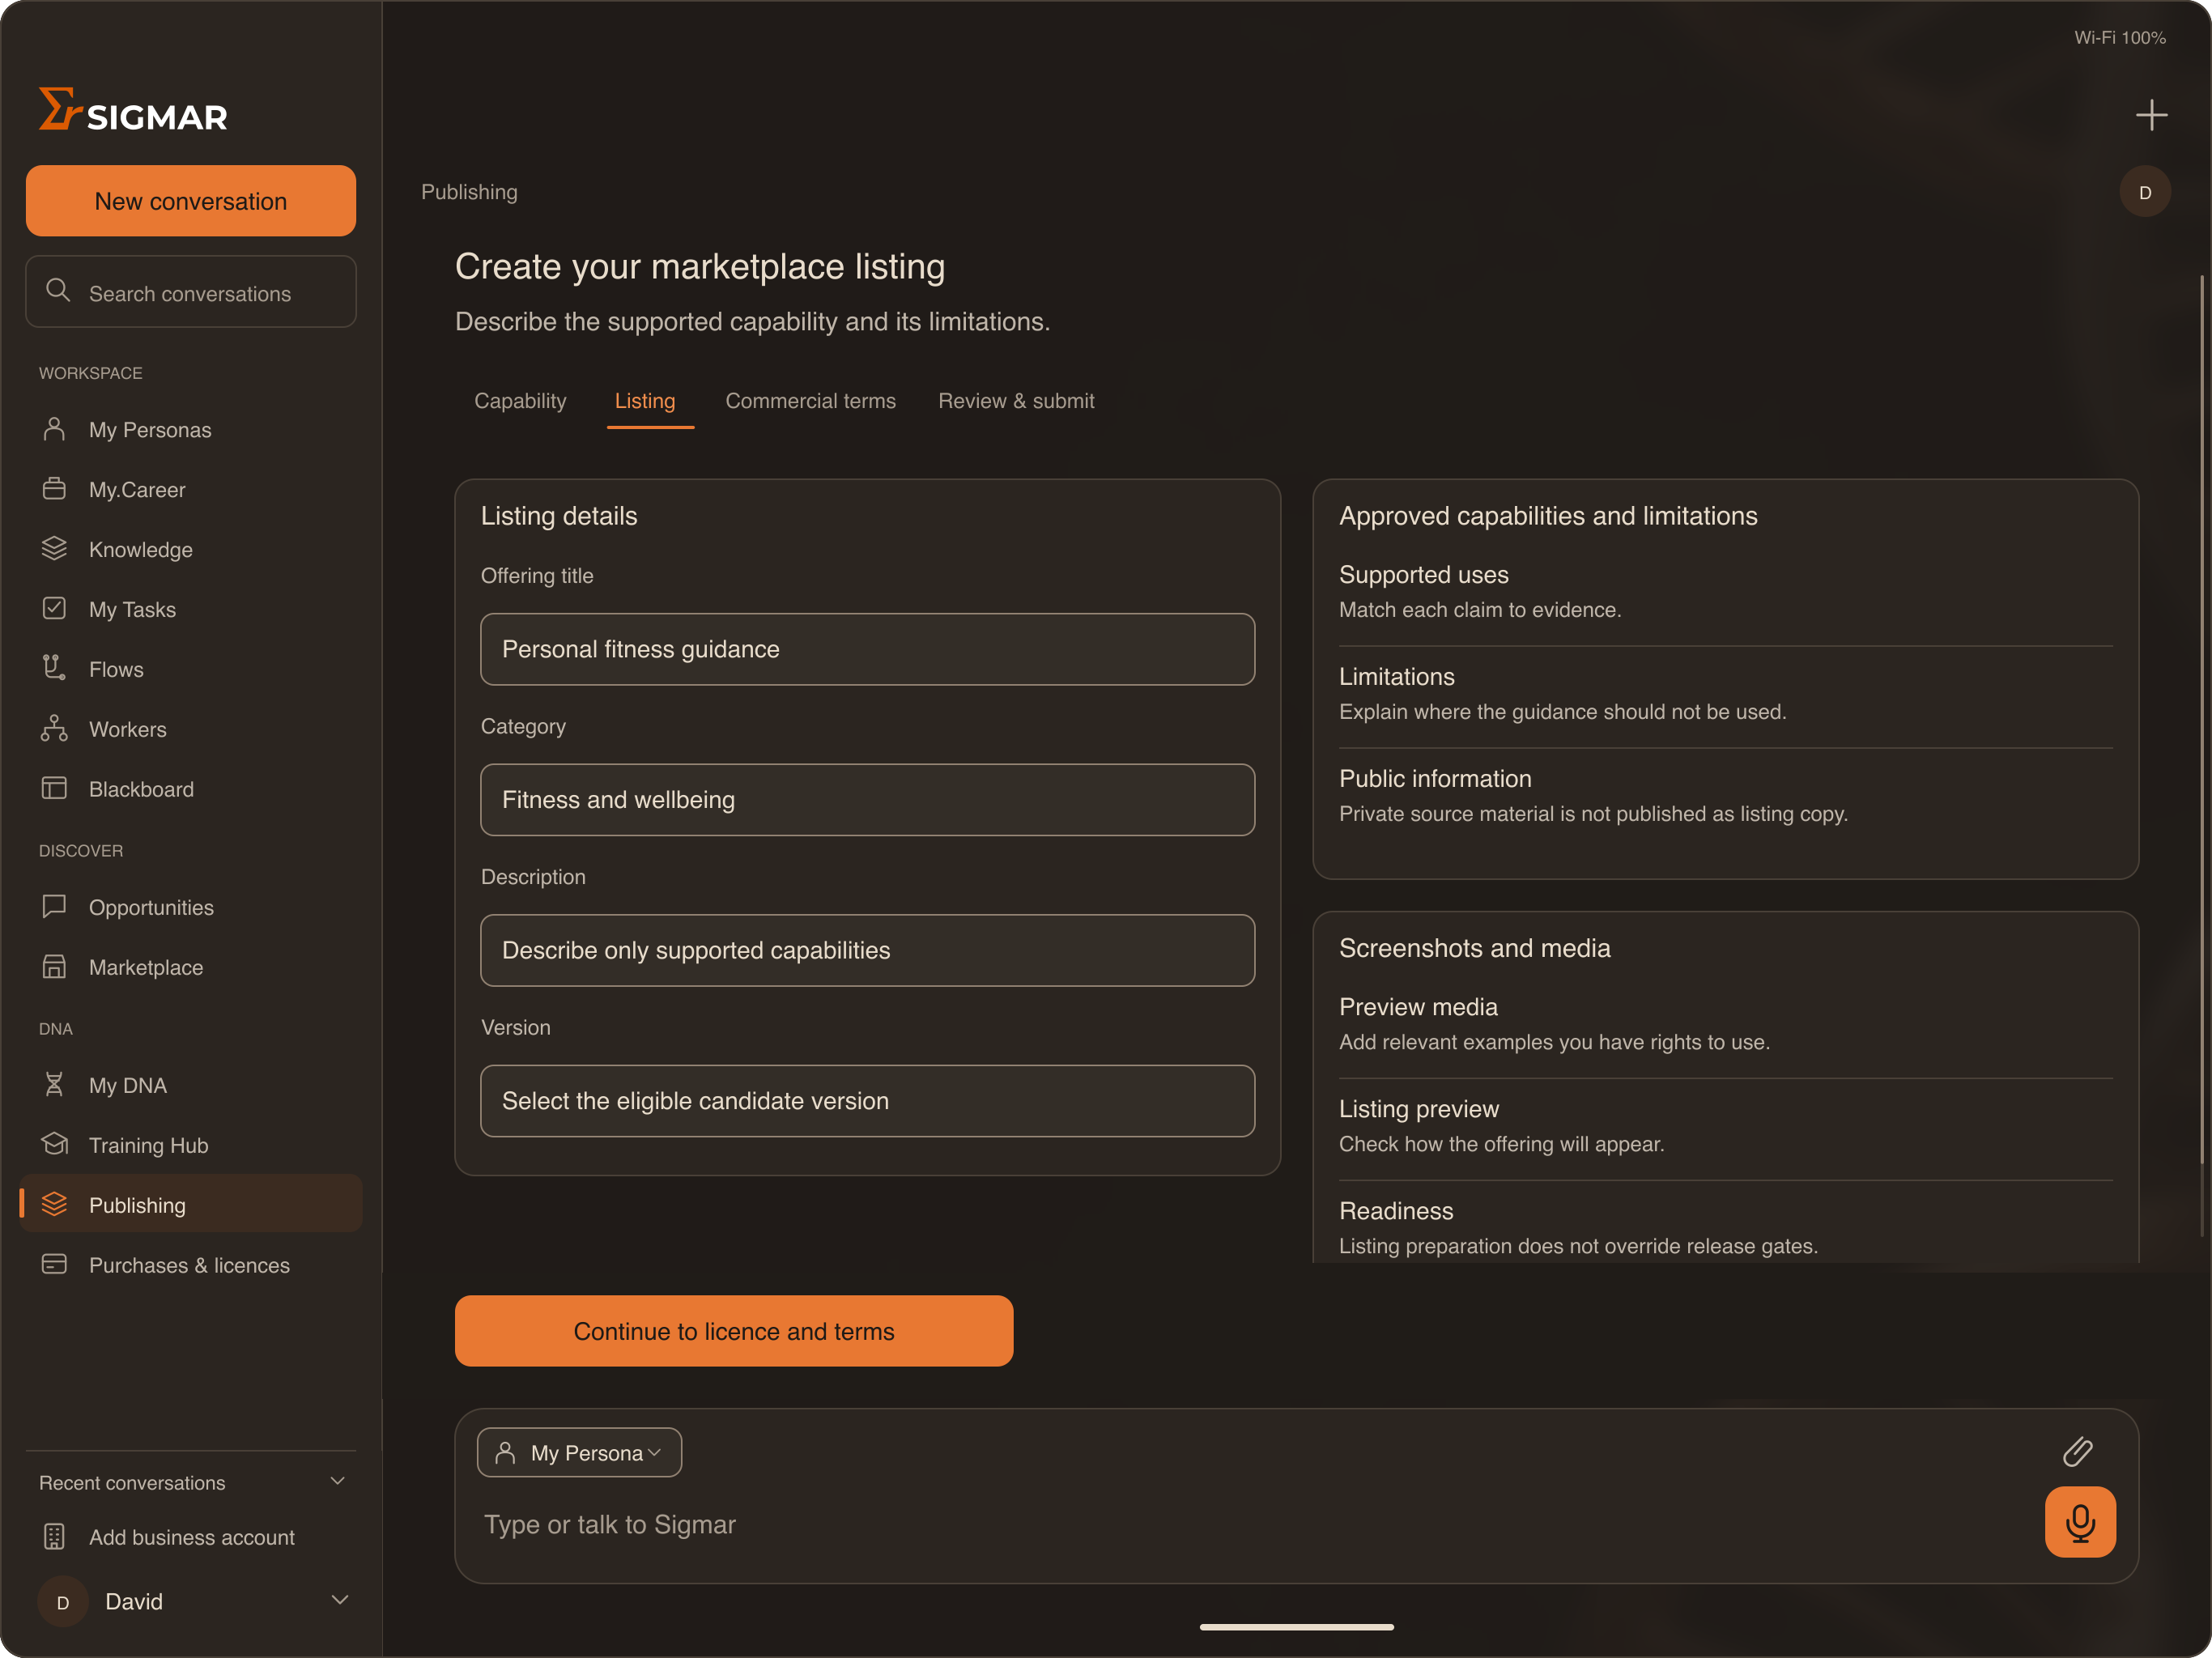 Wi-Fi 100%
Σr SIGMAR
New conversation
Search conversations
WORKSPACE
My Personas
My.Career
Knowledge
My Tasks
Flows
Workers
Blackboard
DISCOVER
Opportunities
Marketplace
DNA
My DNA
Training Hub
Publishing
Purchases & licences
Recent conversations
Add business account
D
David
Publishing
D
Create your marketplace listing
Describe the supported capability and its limitations.
Capability
Listing
Commercial terms
Review & submit
Listing details
Offering title
Personal fitness guidance
Category
Fitness and wellbeing
Description
Describe only supported capabilities
Version
Select the eligible candidate version
Approved capabilities and limitations
Supported uses
Match each claim to evidence.
Limitations
Explain where the guidance should not be used.
Public information
Private source material is not published as listing copy.
Screenshots and media
Preview media
Add relevant examples you have rights to use.
Listing preview
Check how the offering will appear.
Readiness
Listing preparation does not override release gates.
Continue to licence and terms
My Persona
Type or talk to Sigmar